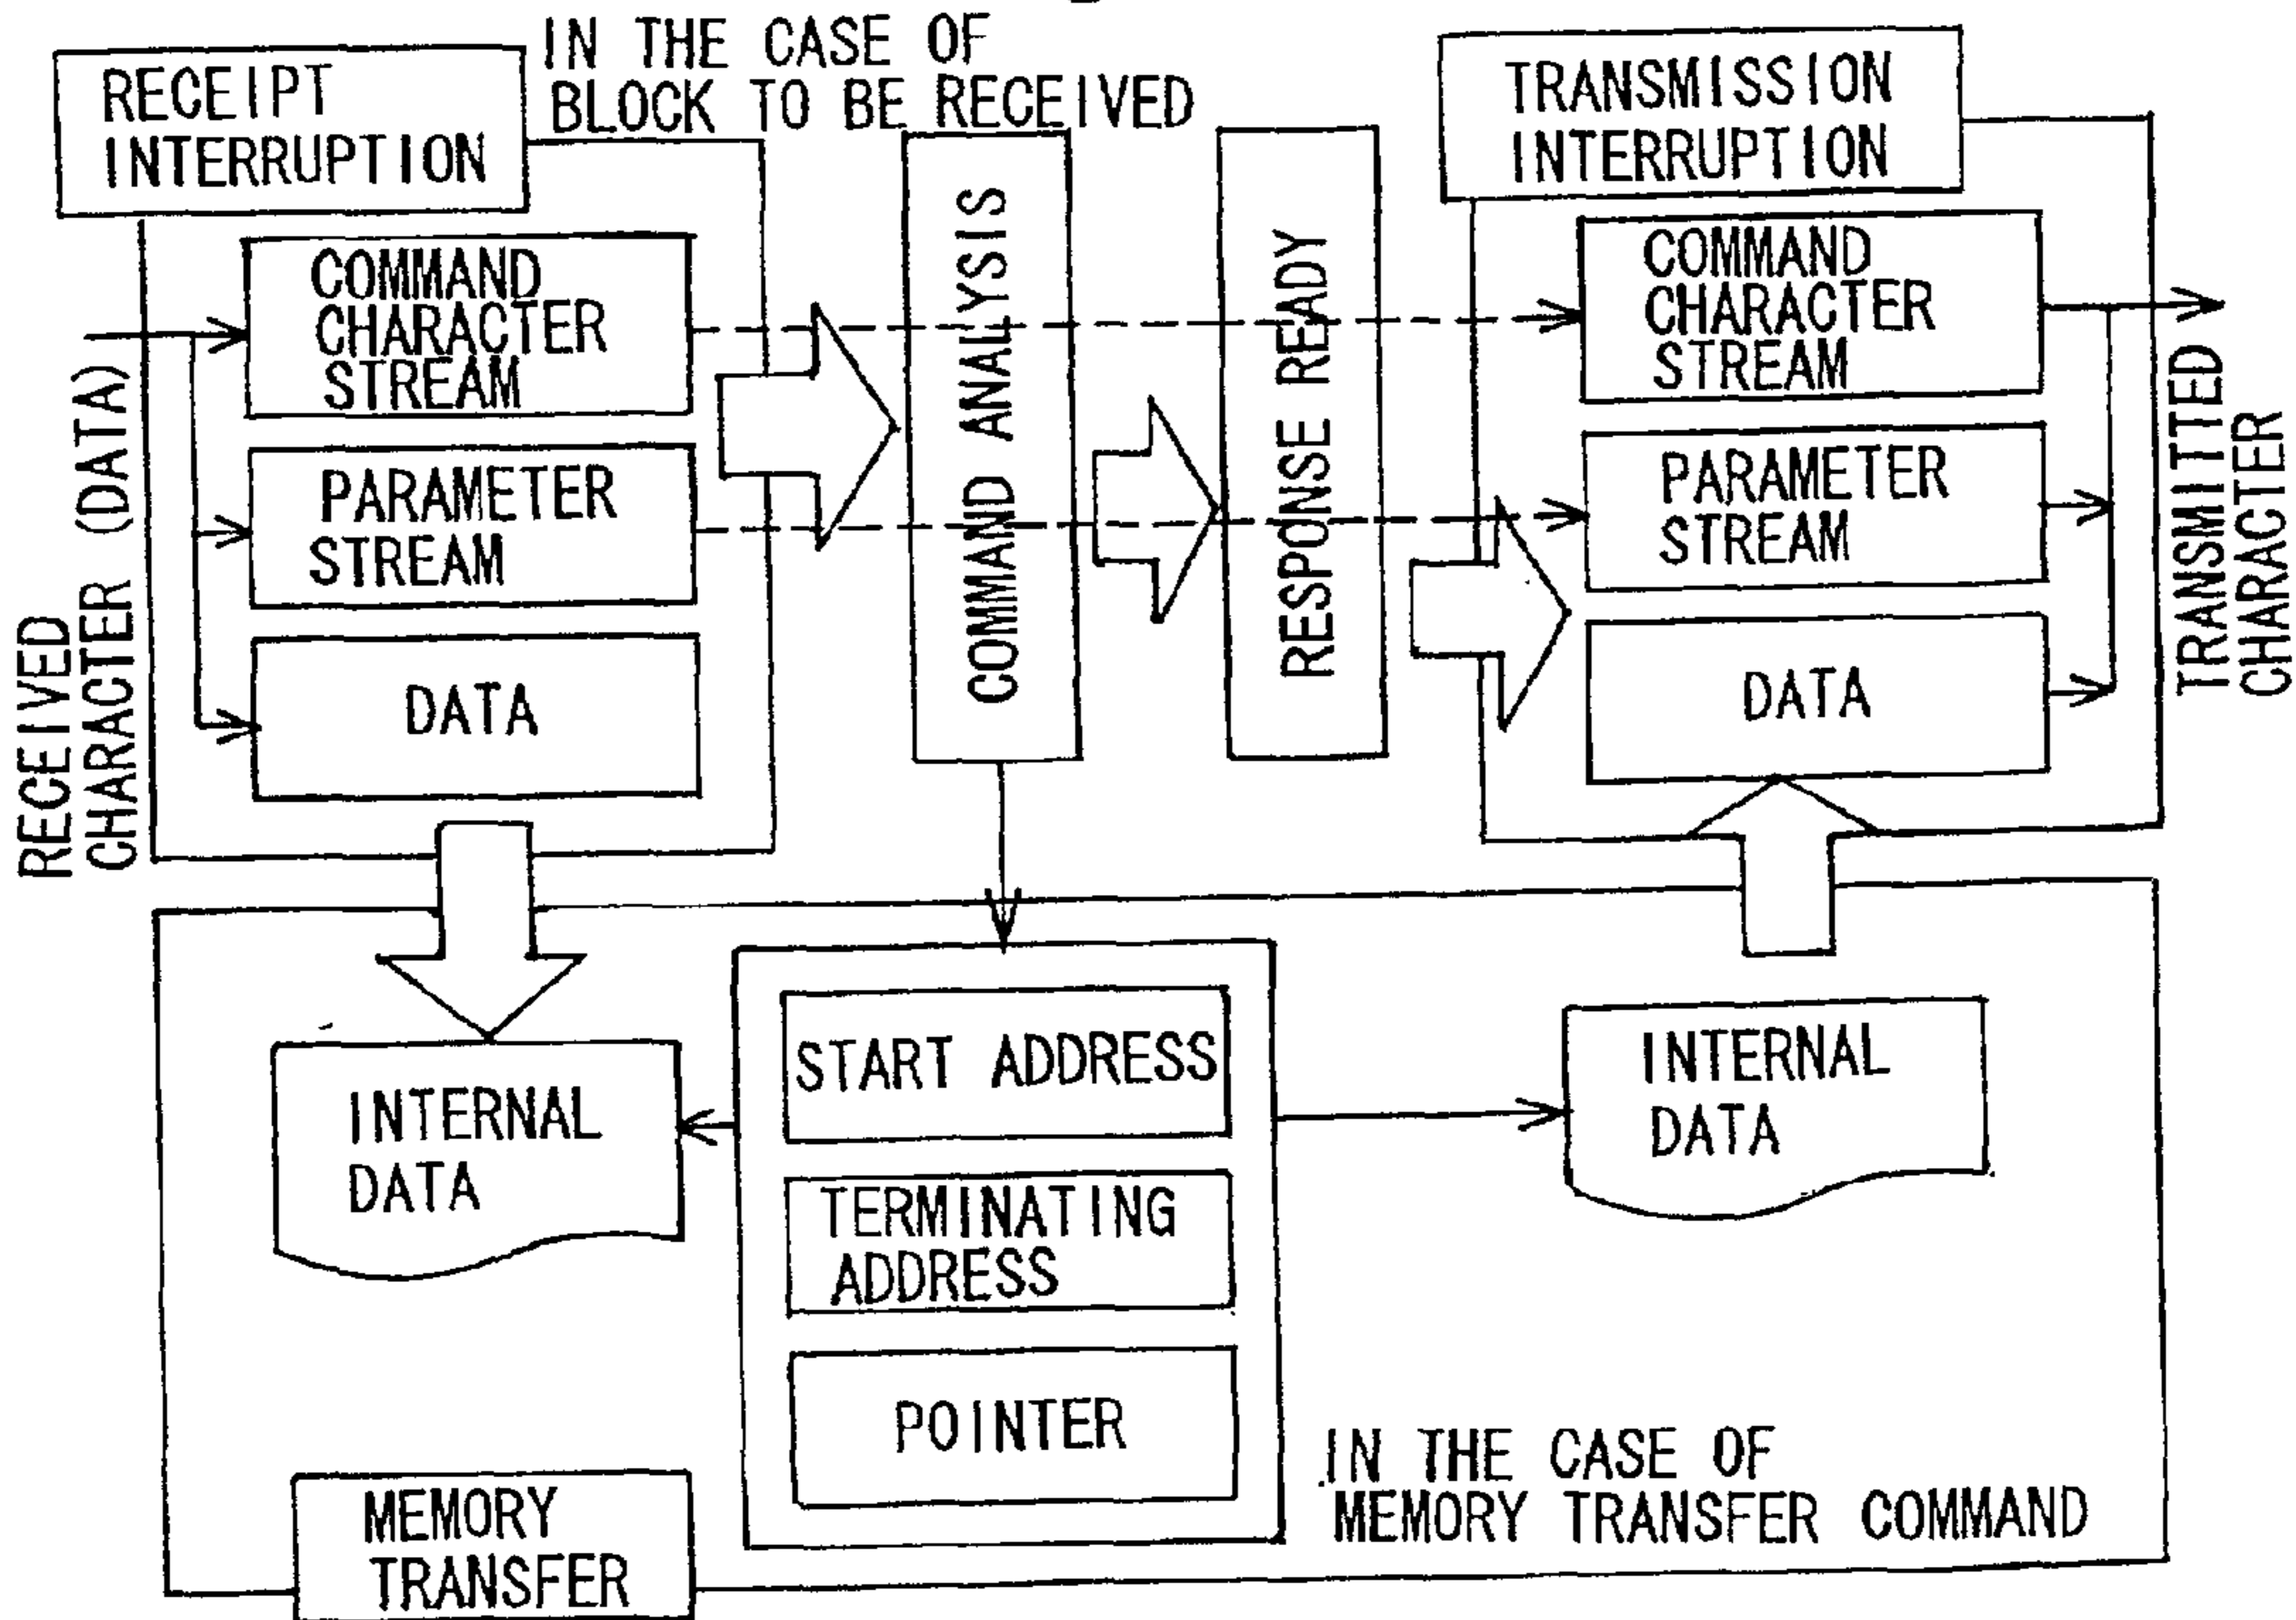 IN THE CASE OF
BLOCK TO BE RECEIVED
RECEIPT
INTERRUPTION
TRANSMISSION
INTERRUPTION
RECEIVED
CHARACTER (DATA)
COMMAND
CHARACTER
STREAM
PARAMETER
STREAM
DATA
COMMAND ANALYSIS
RESPONSE READY
COMMAND
CHARACTER
STREAM
PARAMETER
STREAM
DATA
TRANSMITTED
CHARACTER
INTERNAL
DATA
START ADDRESS
TERMINATING
ADDRESS
POINTER
INTERNAL
DATA
IN THE CASE OF
MEMORY TRANSFER COMMAND
MEMORY
TRANSFER